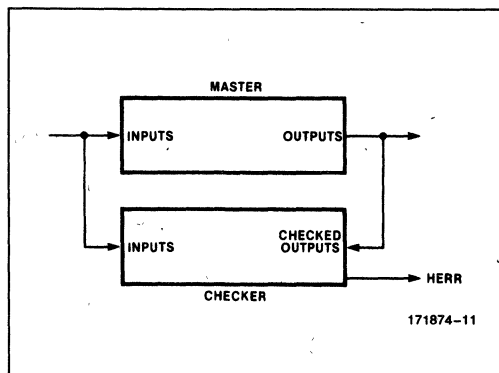 MASTER
INPUTS OUTPUTS
INPUTS CHECKED
OUTPUTS
HERR
CHECKER
171874-11